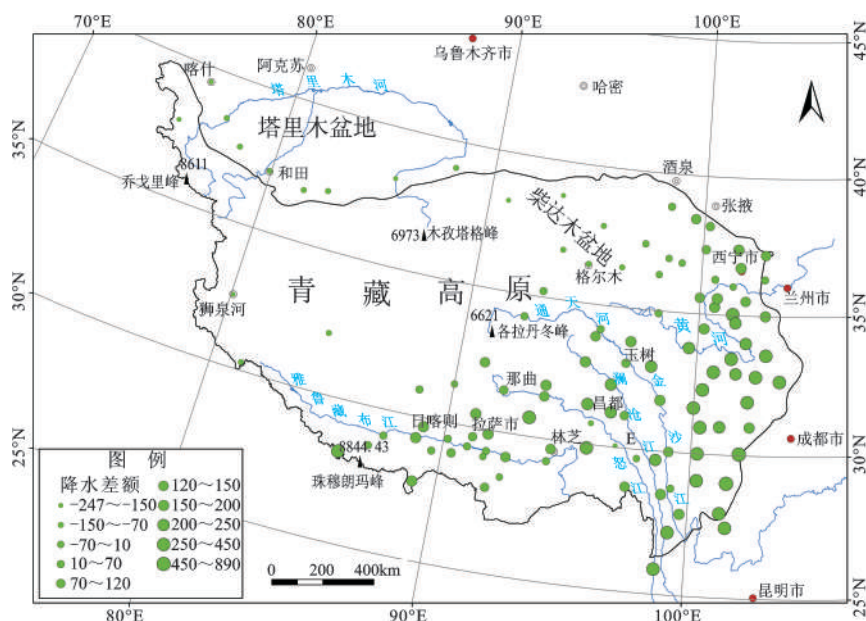 70°E
80°E
90°E
100°E
45°N
乌鲁木齐市
喀什
阿克苏
塔里木河
哈密
塔里木盆地
35°N
8611
乔戈里峰
和田
酒泉
40°N
张掖
柴达木盆地
6973 木孜塔格峰
西宁市
格尔木
兰州市
青藏高原
30°N
狮泉河
6621
各拉丹冬峰
通天河
黄河
35°N
玉树
那曲
澜沧江
金沙江
昌都
雅鲁藏布江
日喀则
拉萨市
林芝
E
怒江
成都市
30°N
25°N
8844.43
珠穆朗玛峰
图 例
降水差额
-247～-150
-150～-70
-70～10
10～70
70～120
120～150
150～200
200～250
250～450
450～890
0 200 400km
昆明市
25°N
80°E
90°E
100°E